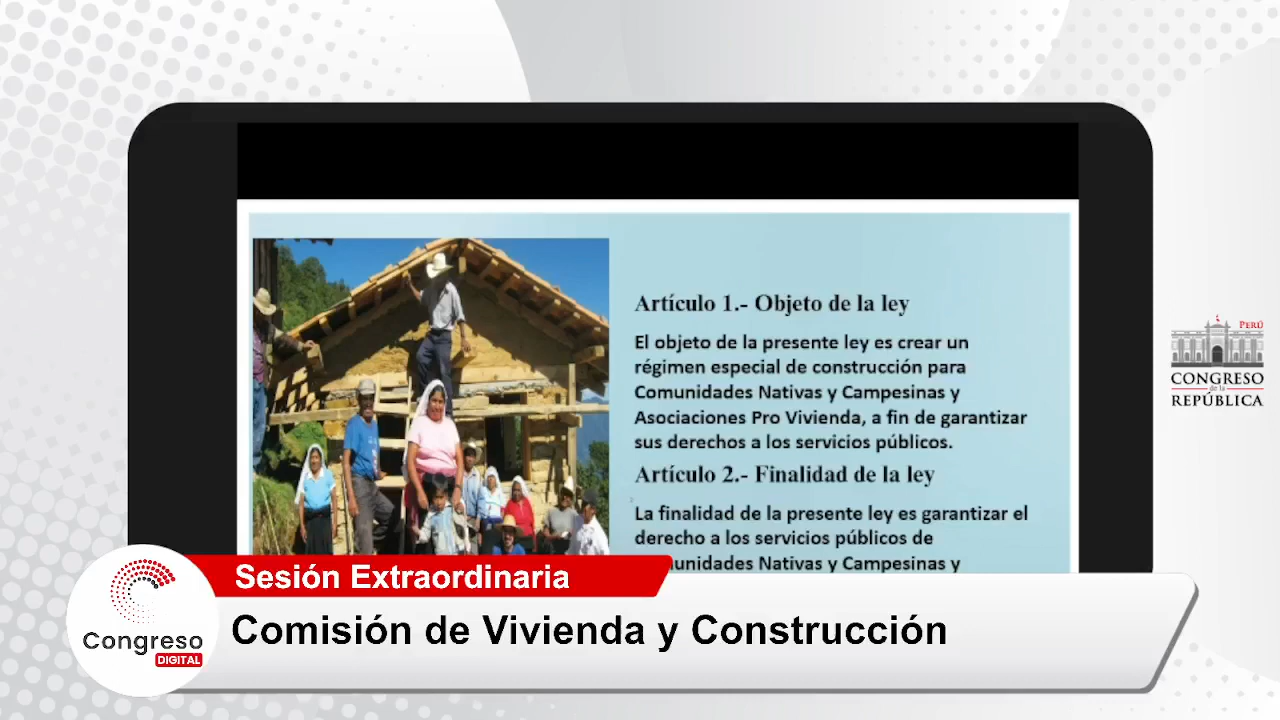 Artículo 1.- Objeto de la ley
El objeto de la presente ley es crear un
régimen especial de construcción para
Comunidades Nativas y Campesinas y
Asociaciones Pro Vivienda, a fin de garantizar
sus derechos a los servicios públicos.
Artículo 2.- Finalidad de la ley
La finalidad de la presente ley es garantizar el
derecho a los servicios públicos de
munidades Nativas y Campesinas y
PERÚ
CONGRESO
de la
REPÚBLICA
Sesión Extraordinaria
Comisión de Vivienda y Construcción
Congreso
DIGITAL